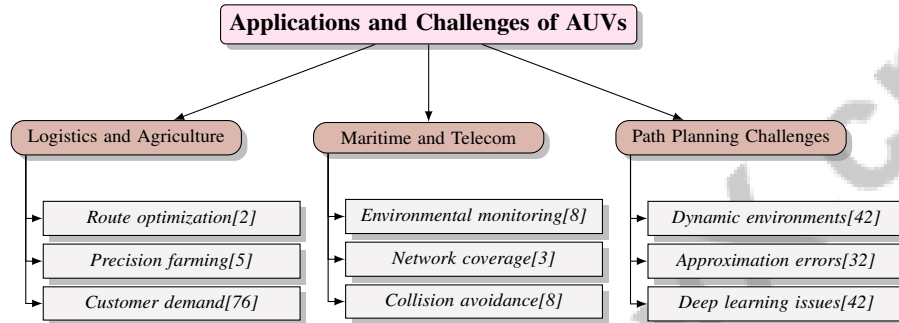 Applications and Challenges of AUVs
Logistics and Agriculture
Route optimization[2]
Precision farming[5]
Customer demand[76]
Maritime and Telecom
Environmental monitoring[8]
Network coverage[3]
Collision avoidance[8]
Path Planning Challenges
Dynamic environments[42]
Approximation errors[32]
Deep learning issues[42]